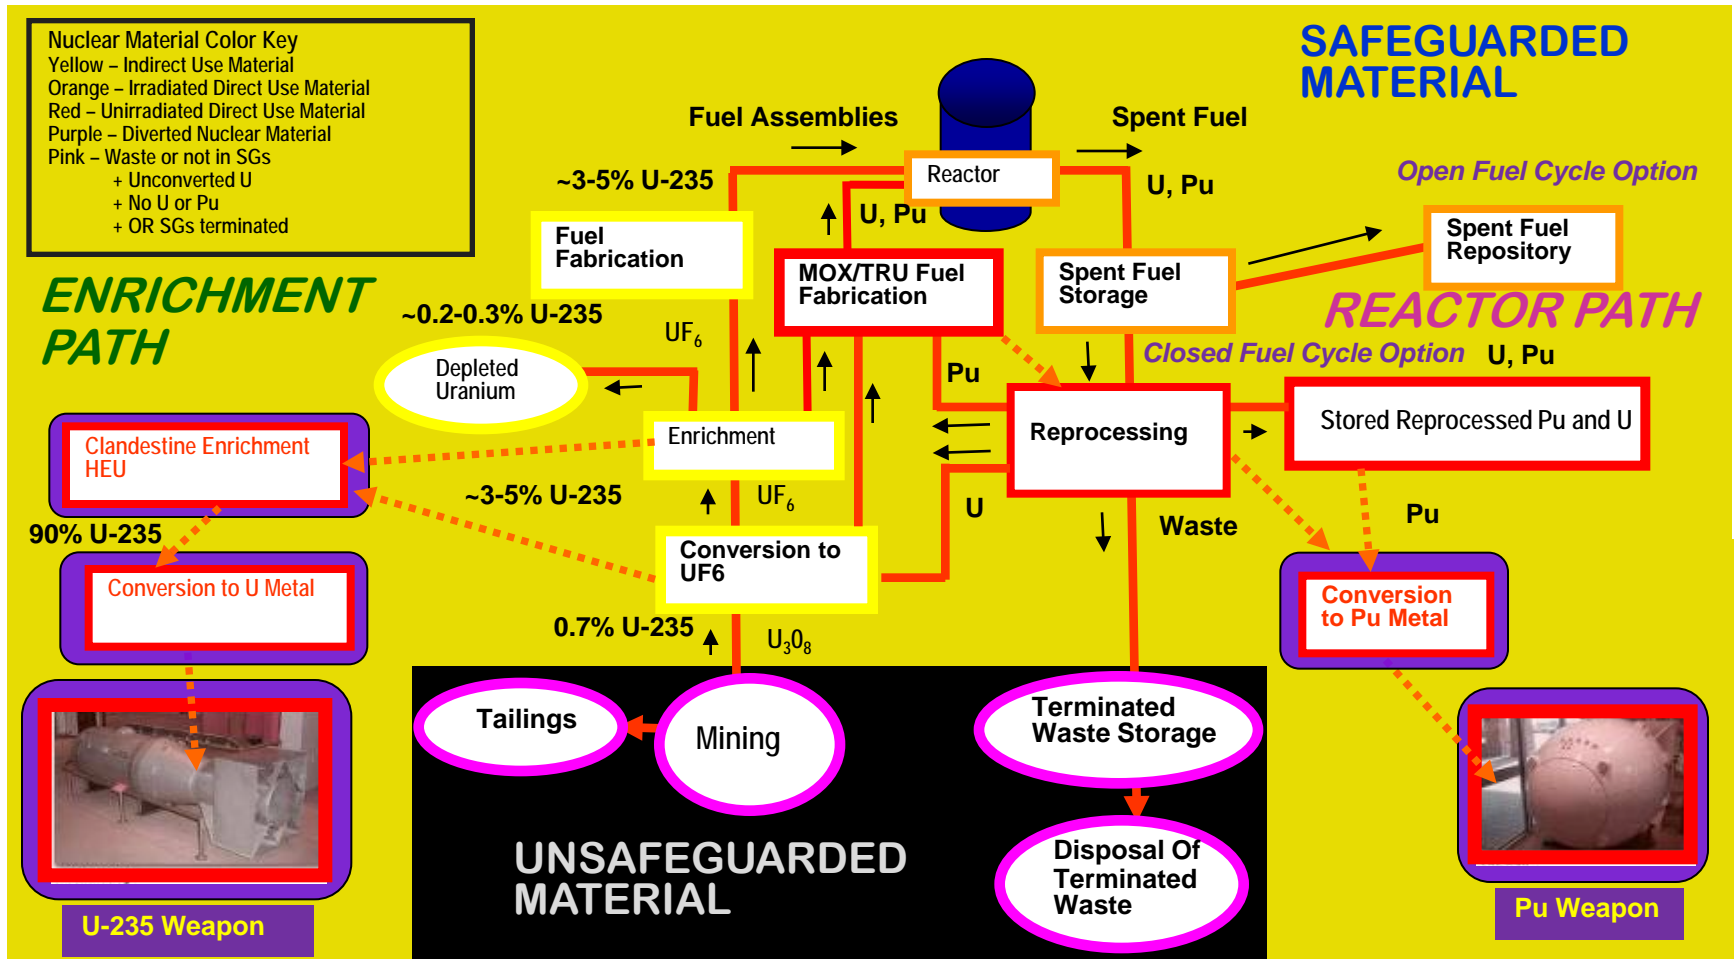 Nuclear Material Color Key
Yellow – Indirect Use Material
Orange – Irradiated Direct Use Material
Red – Unirradiated Direct Use Material
Purple – Diverted Nuclear Material
Pink – Waste or not in SGs
+ Unconverted U
+ No U or Pu
+ OR SGs terminated
SAFEGUARDED
MATERIAL
Fuel Assemblies
Spent Fuel
Reactor
~3-5% U-235
U, Pu
U, Pu
Open Fuel Cycle Option
Fuel
Fabrication
MOX/TRU Fuel
Fabrication
Spent Fuel
Storage
Spent Fuel
Repository
ENRICHMENT
PATH
~0.2-0.3% U-235
UF6
REACTOR PATH
Closed Fuel Cycle Option
U, Pu
Depleted
Uranium
Pu
Clandestine Enrichment
HEU
Enrichment
Reprocessing
Stored Reprocessed Pu and U
~3-5% U-235
UF6
U
Waste
Pu
90% U-235
Conversion to
UF6
Conversion to U Metal
Conversion
to Pu Metal
0.7% U-235
U308
Tailings
Mining
Terminated
Waste Storage
UNSAFEGUARDED
MATERIAL
Disposal Of
Terminated
Waste
U-235 Weapon
Pu Weapon